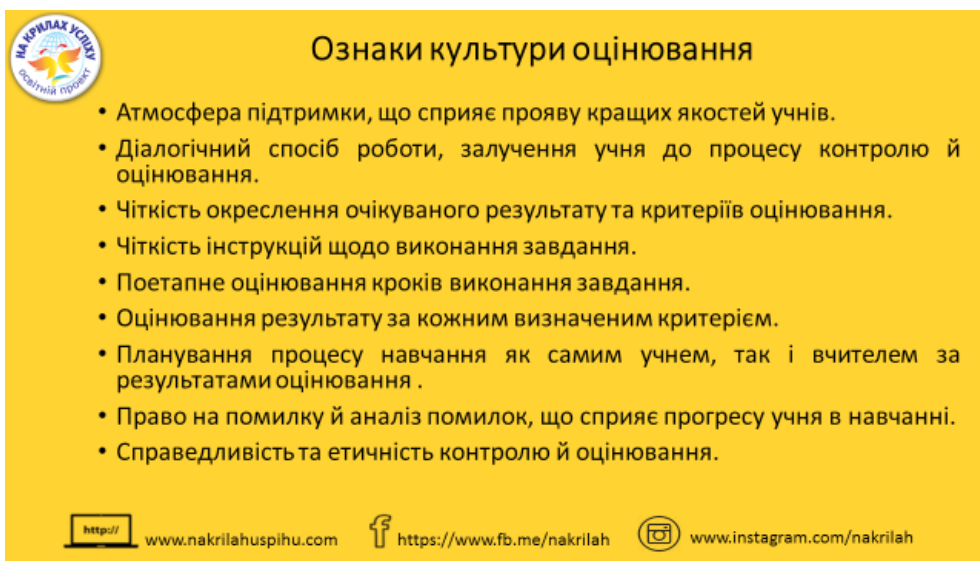 НА КРИЛАХ УСПІХУ
освітній проект
Ознаки культури оцінювання
• Атмосфера підтримки, що сприяє прояву кращих якостей учнів.
• Діалогічний спосіб роботи, залучення учня до процесу контролю й
оцінювання.
• Чіткість окреслення очікуваного результату та критеріїв оцінювання.
• Чіткість інструкцій щодо виконання завдання.
• Поетапне оцінювання кроків виконання завдання.
• Оцінювання результату за кожним визначеним критерієм.
• Планування процесу навчання як самим учнем, так і вчителем за
результатами оцінювання .
• Право на помилку й аналіз помилок, що сприяє прогресу учня в навчанні.
• Справедливість та етичність контролю й оцінювання.
http:// www.nakrilahuspihu.com f https://www.fb.me/nakrilah www.instagram.com/nakrilah